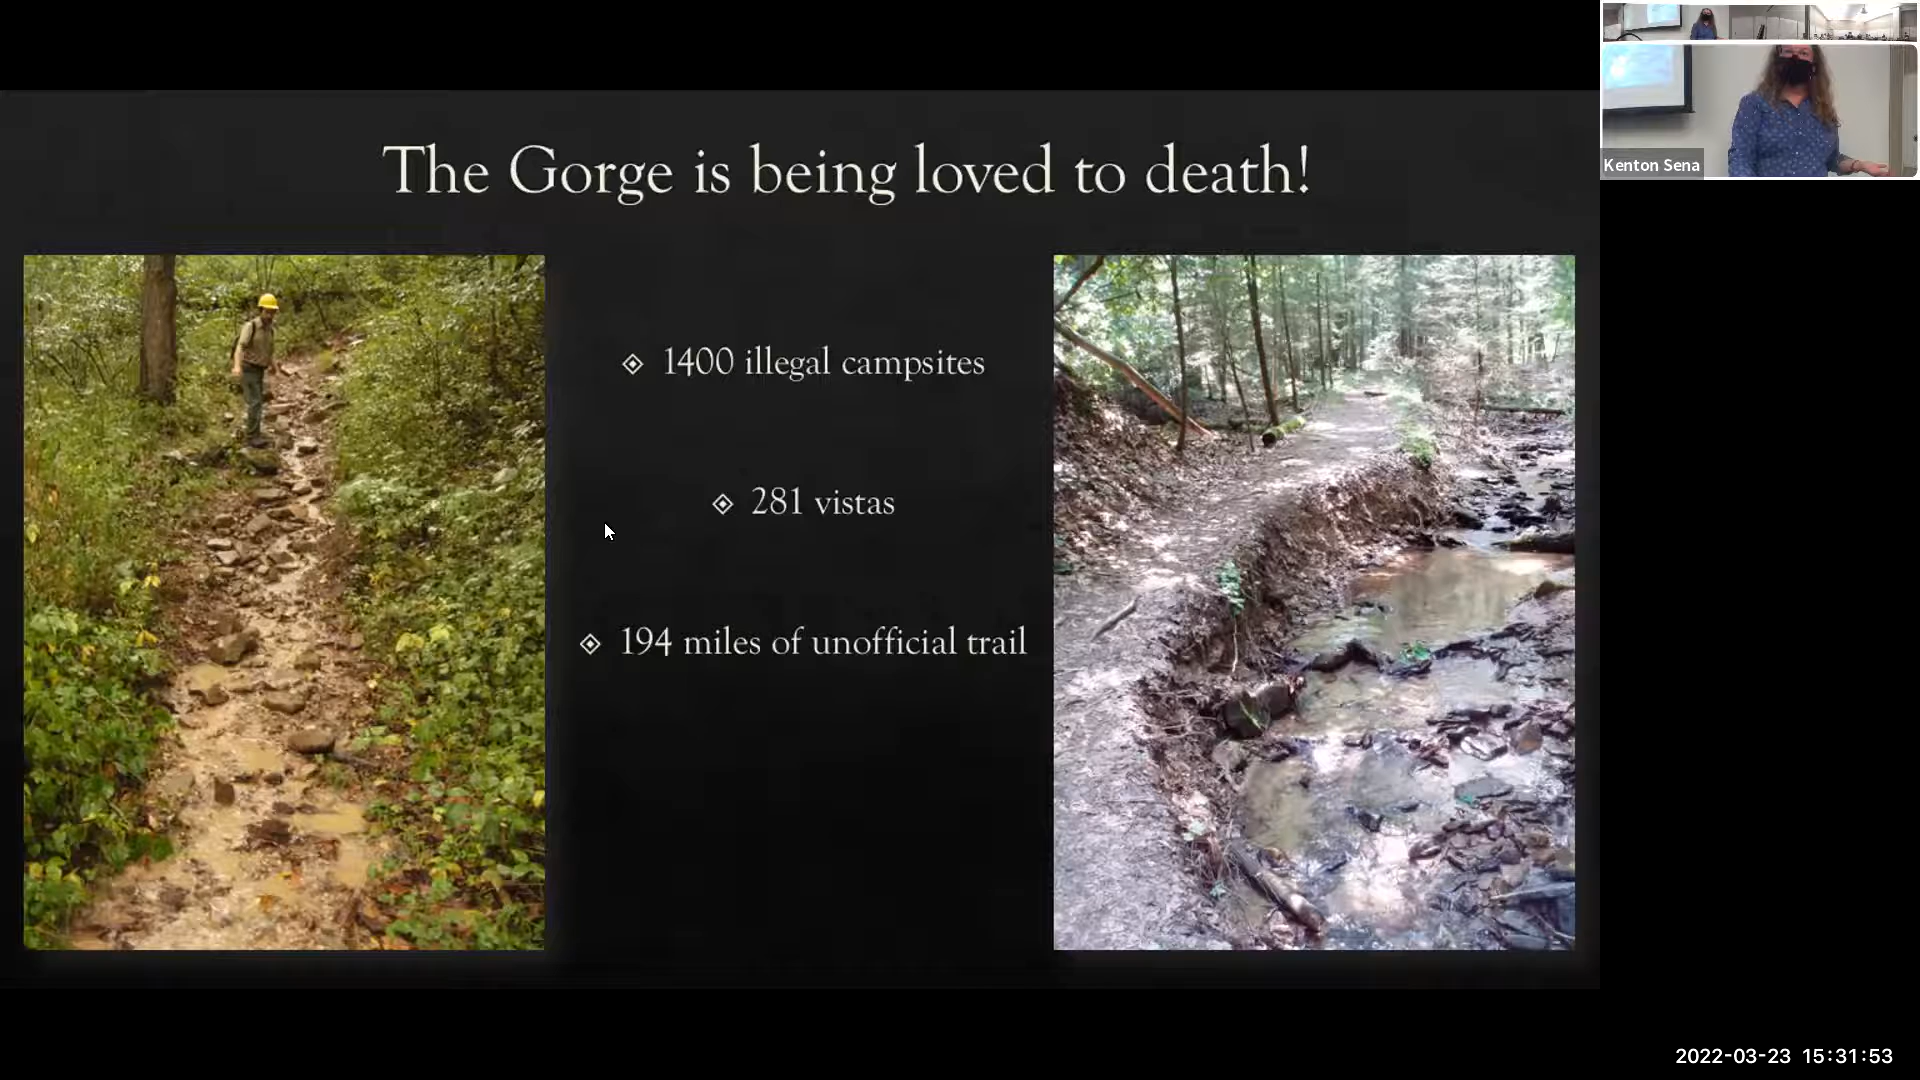 The Gorge is being loved to death!
1400 illegal campsites
281 vistas
194 miles of unofficial trail
Kenton Sena
2022-03-23 15:31:53